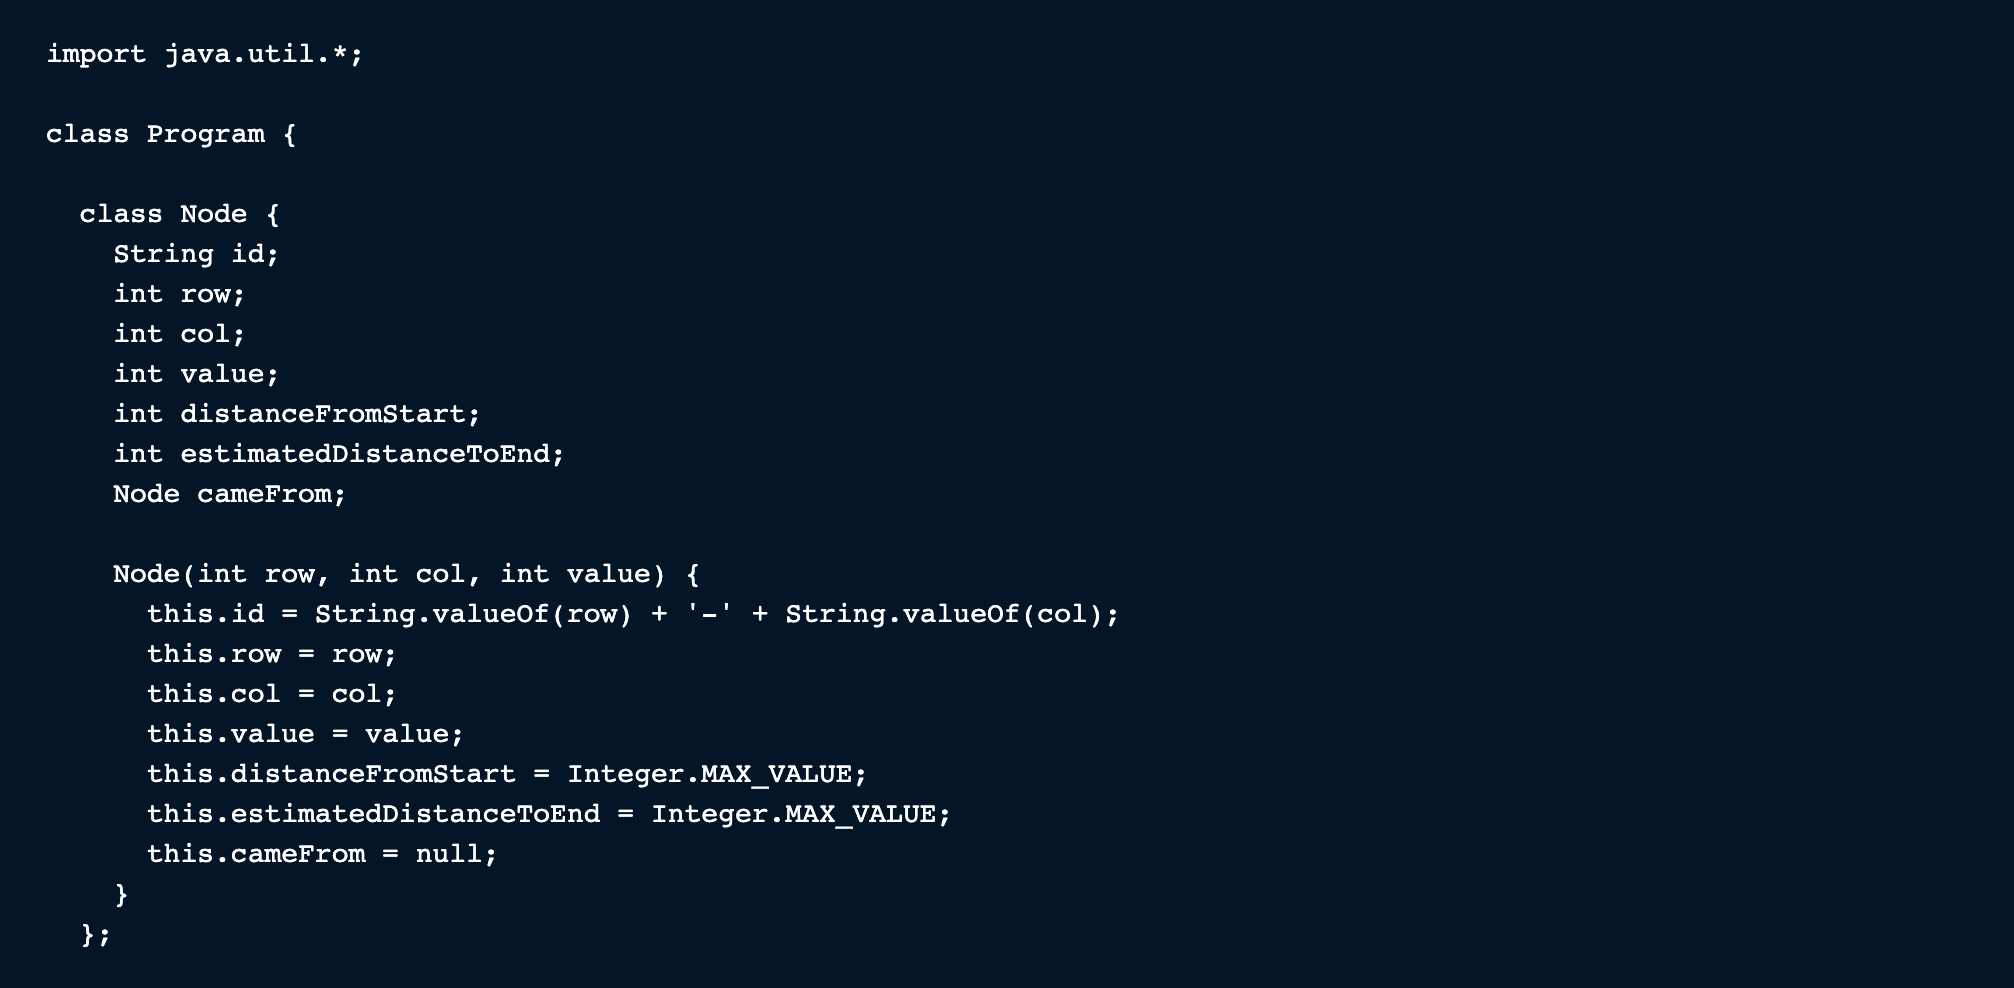 import java.util.*;
class Program {
class Node {
String id;
int row;
int col;
int value;
int distanceFromStart;
int estimatedDistanceToEnd;
Node cameFrom;
Node(int row, int col, int value) {
this.id = String.valueOf(row) + '-' + String.valueOf(col);
this.row = row;
this.col = col;
this.value = value;
this.distanceFromStart = Integer.MAX_VALUE;
this.estimatedDistanceToEnd = Integer.MAX_VALUE;
this.cameFrom = null;
}
};